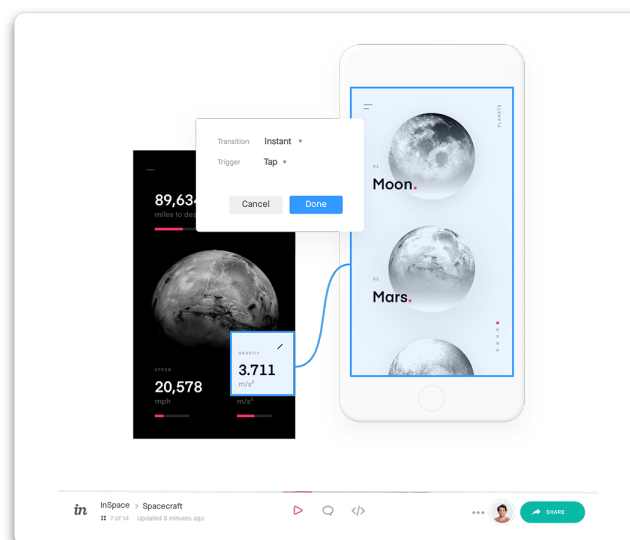 PLANETS
Transition Instant
Trigger Tap
Cancel Done
01
Moon.
02
Mars.
89,634
miles to des
GRAVITY
3.711
m/s²
SPEED
20,578
mph
m/s²
in
InSpace > Spacecraft
7 of 14 Updated 8 minutes ago
</> 
SHARE